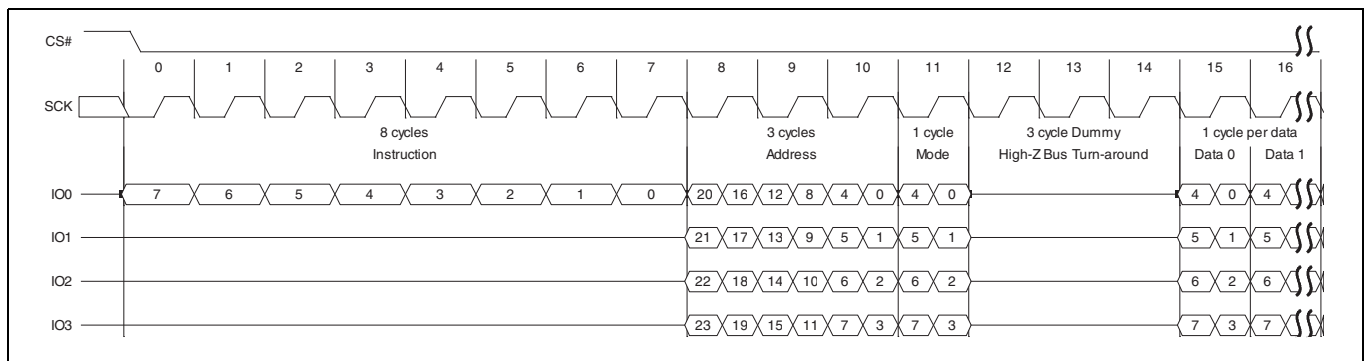 CS#
0 1 2 3 4 5 6 7 8 9 10 11 12 13 14 15 16
SCK
8 cycles 3 cycles 1 cycle 3 cycle Dummy 1 cycle per data
Instruction Address Mode High-Z Bus Turn-around Data 0 Data 1
IO0 7 6 5 4 3 2 1 0 20 16 12 8 4 0 4 0 4 0 4
IO1 21 17 13 9 5 1 5 1 5 1 5
IO2 22 18 14 10 6 2 6 2 6 2 6
IO3 23 19 15 11 7 3 7 3 7 3 7